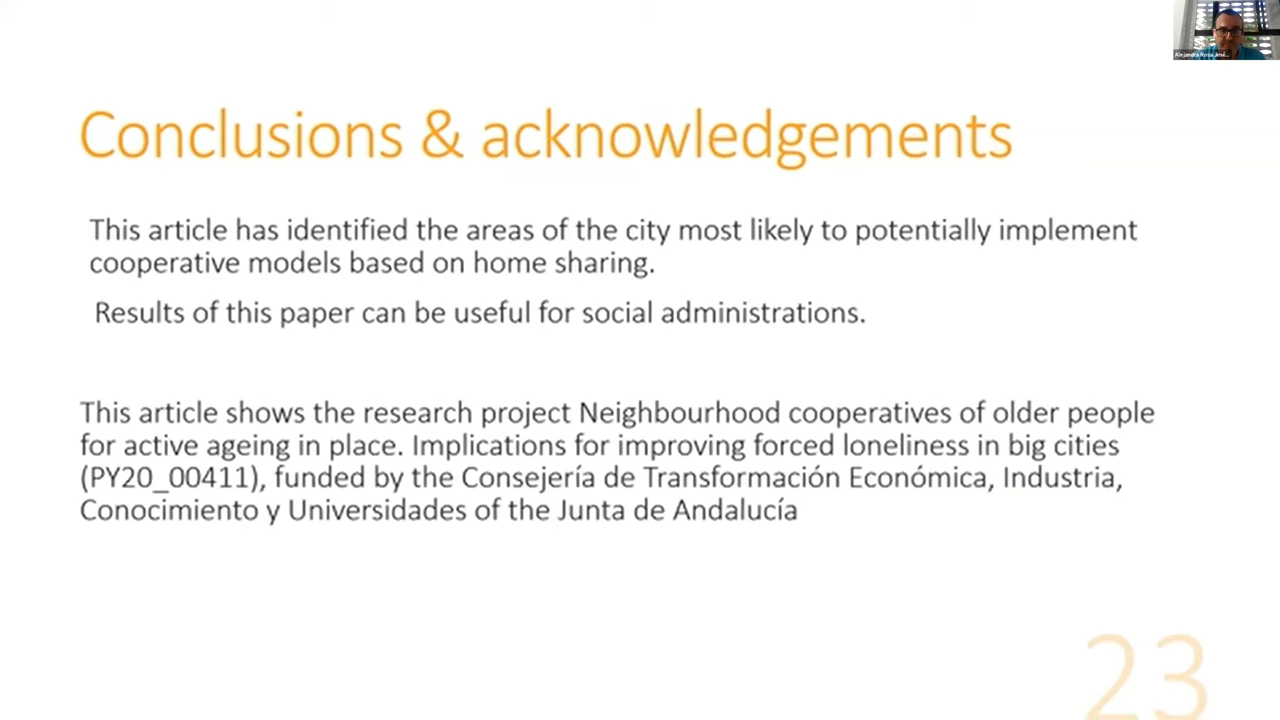 Conclusions & acknowledgements
This article has identified the areas of the city most likely to potentially implement
cooperative models based on home sharing.
Results of this paper can be useful for social administrations.
This article shows the research project Neighbourhood cooperatives of older people
for active ageing in place. Implications for improving forced loneliness in big cities
(PY20_00411), funded by the Consejería de Transformación Económica, Industria,
Conocimiento y Universidades of the Junta de Andalucía
23